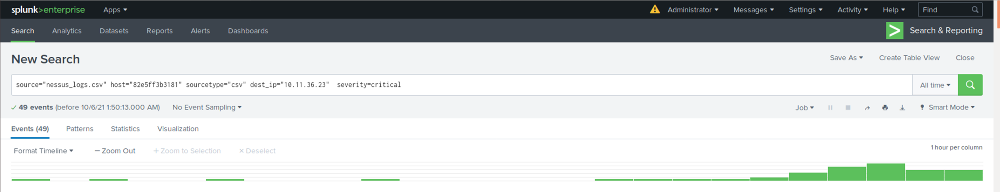 splunk>enterprise Apps Administrator Messages Settings Activity Help Find
Search Analytics Datasets Reports Alerts Dashboards Search & Reporting
New Search Save As Create Table View Close
source="nessus_logs.csv" host="82e5ff3b3181" sourcetype="csv" dest_ip="10.11.36.23"  severity=critical All time
49 events (before 10/6/21 1:50:13.000 AM) No Event Sampling Job Smart Mode
Events (49) Patterns Statistics Visualization
Format Timeline — Zoom Out + Zoom to Selection × Deselect 1 hour per column